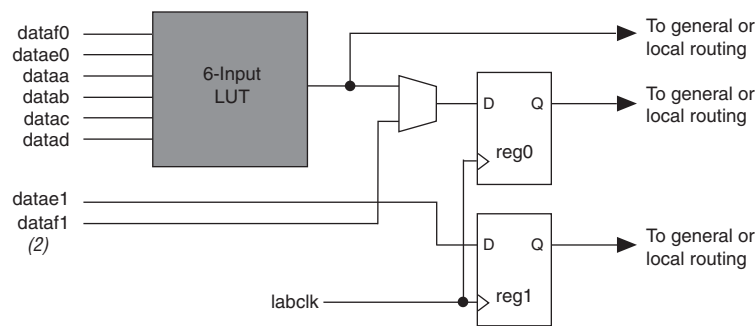 dataf0
datae0
dataa
datab
datac
datad
6-Input
LUT
To general or
local routing
D Q
reg0
To general or
local routing
datae1
dataf1
(2)
D Q
reg1
To general or
local routing
labclk